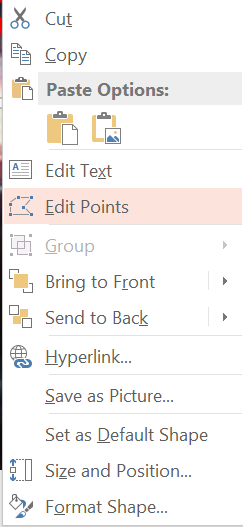 Cut
Copy
Paste Options:
Edit Text
Edit Points
Group
Bring to Front
Send to Back
Hyperlink...
Save as Picture...
Set as Default Shape
Size and Position...
Format Shape...